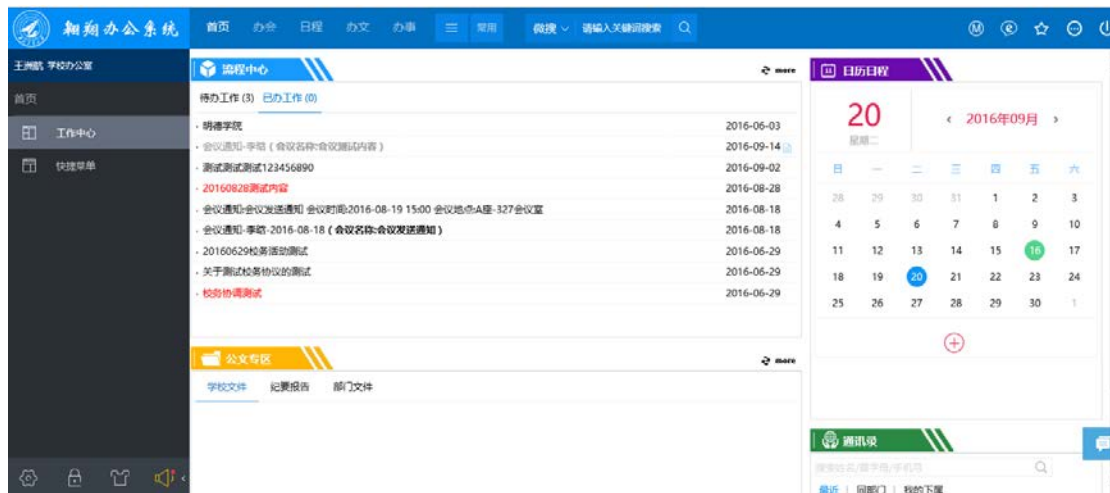 翱翔办公系统
首页 办会 日程 办文 办事 常用 微搜 请输入关键词搜索
学校办公室
首页
工作中心
快捷菜单
流程中心 more
待办工作 (3) 已办工作 (0)
· 明德学院 2016-06-03
· 会议通知-李皓 ( 会议名称:会议测试内容 ) 2016-09-14
· 测试测试测试123456890 2016-09-02
· 20160828测试内容 2016-08-28
· 会议通知:会议发送通知 会议时间:2016-08-19 15:00 会议地点:A座-327会议室 2016-08-18
· 会议通知-李皓-2016-08-18 ( 会议名称:会议发送通知 ) 2016-08-18
· 20160629校务活动测试 2016-06-29
· 关于测试校务协议的测试 2016-06-29
· 校务协调测试 2016-06-29
公文专区 more
学校文件 纪要报告 部门文件
11 日历日程
20
星期二
‹ 2016年09月 ›
日 一 二 三 四 五 六
28 29 30 31 1 2 3
4 5 6 7 8 9 10
11 12 13 14 15 16 17
18 19 20 21 22 23 24
25 26 27 28 29 30 1
通讯录
搜索姓名/首字母/手机号
最近 | 同部门 | 我的下属